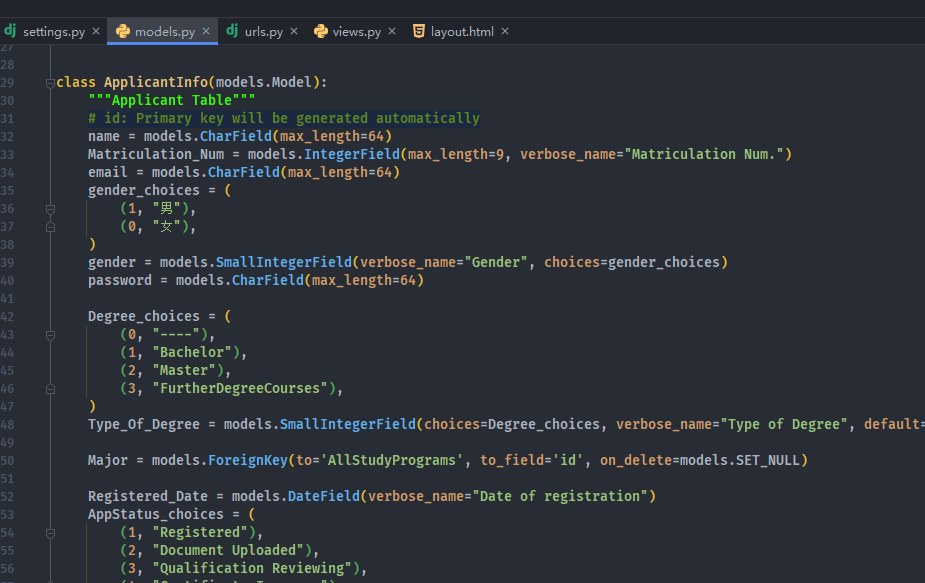 settings.py models.py urls.py views.py layout.html
27
28
29 class ApplicantInfo(models.Model):
30 """Applicant Table"""
31 # id: Primary key will be generated automatically
32 name = models.CharField(max_length=64)
33 Matriculation_Num = models.IntegerField(max_length=9, verbose_name="Matriculation Num.")
34 email = models.CharField(max_length=64)
35 gender_choices = (
36 (1, "男"),
37 (0, "女"),
38 )
39 gender = models.SmallIntegerField(verbose_name="Gender", choices=gender_choices)
40 password = models.CharField(max_length=64)
41
42 Degree_choices = (
43 (0, "----"),
44 (1, "Bachelor"),
45 (2, "Master"),
46 (3, "FurtherDegreeCourses"),
47 )
48 Type_Of_Degree = models.SmallIntegerField(choices=Degree_choices, verbose_name="Type of Degree", default=
49
50 Major = models.ForeignKey(to='AllStudyPrograms', to_field='id', on_delete=models.SET_NULL)
51
52 Registered_Date = models.DateField(verbose_name="Date of registration")
53 AppStatus_choices = (
54 (1, "Registered"),
55 (2, "Document Uploaded"),
56 (3, "Qualification Reviewing"),